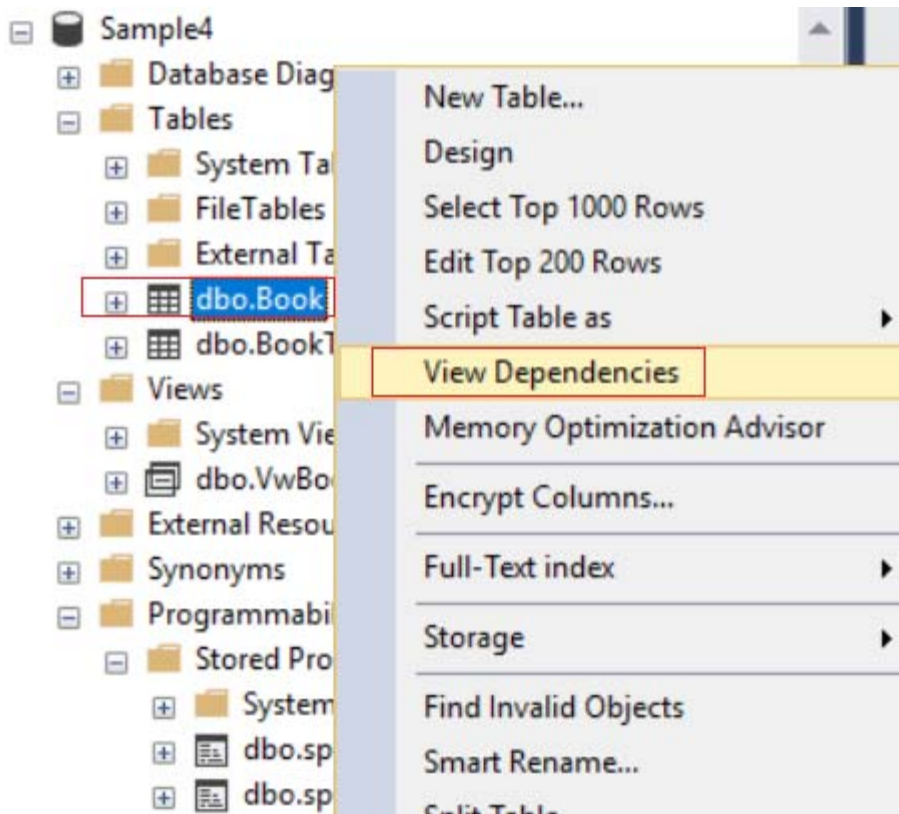 Sample4
Database Diag
Tables
System Ta
FileTables
External Ta
dbo.Book
dbo.BookT
Views
System Vie
dbo.VwBo
External Resou
Synonyms
Programmabi
Stored Pro
System
dbo.sp
dbo.sp
New Table...
Design
Select Top 1000 Rows
Edit Top 200 Rows
Script Table as
View Dependencies
Memory Optimization Advisor
Encrypt Columns...
Full-Text index
Storage
Find Invalid Objects
Smart Rename...
Split Table